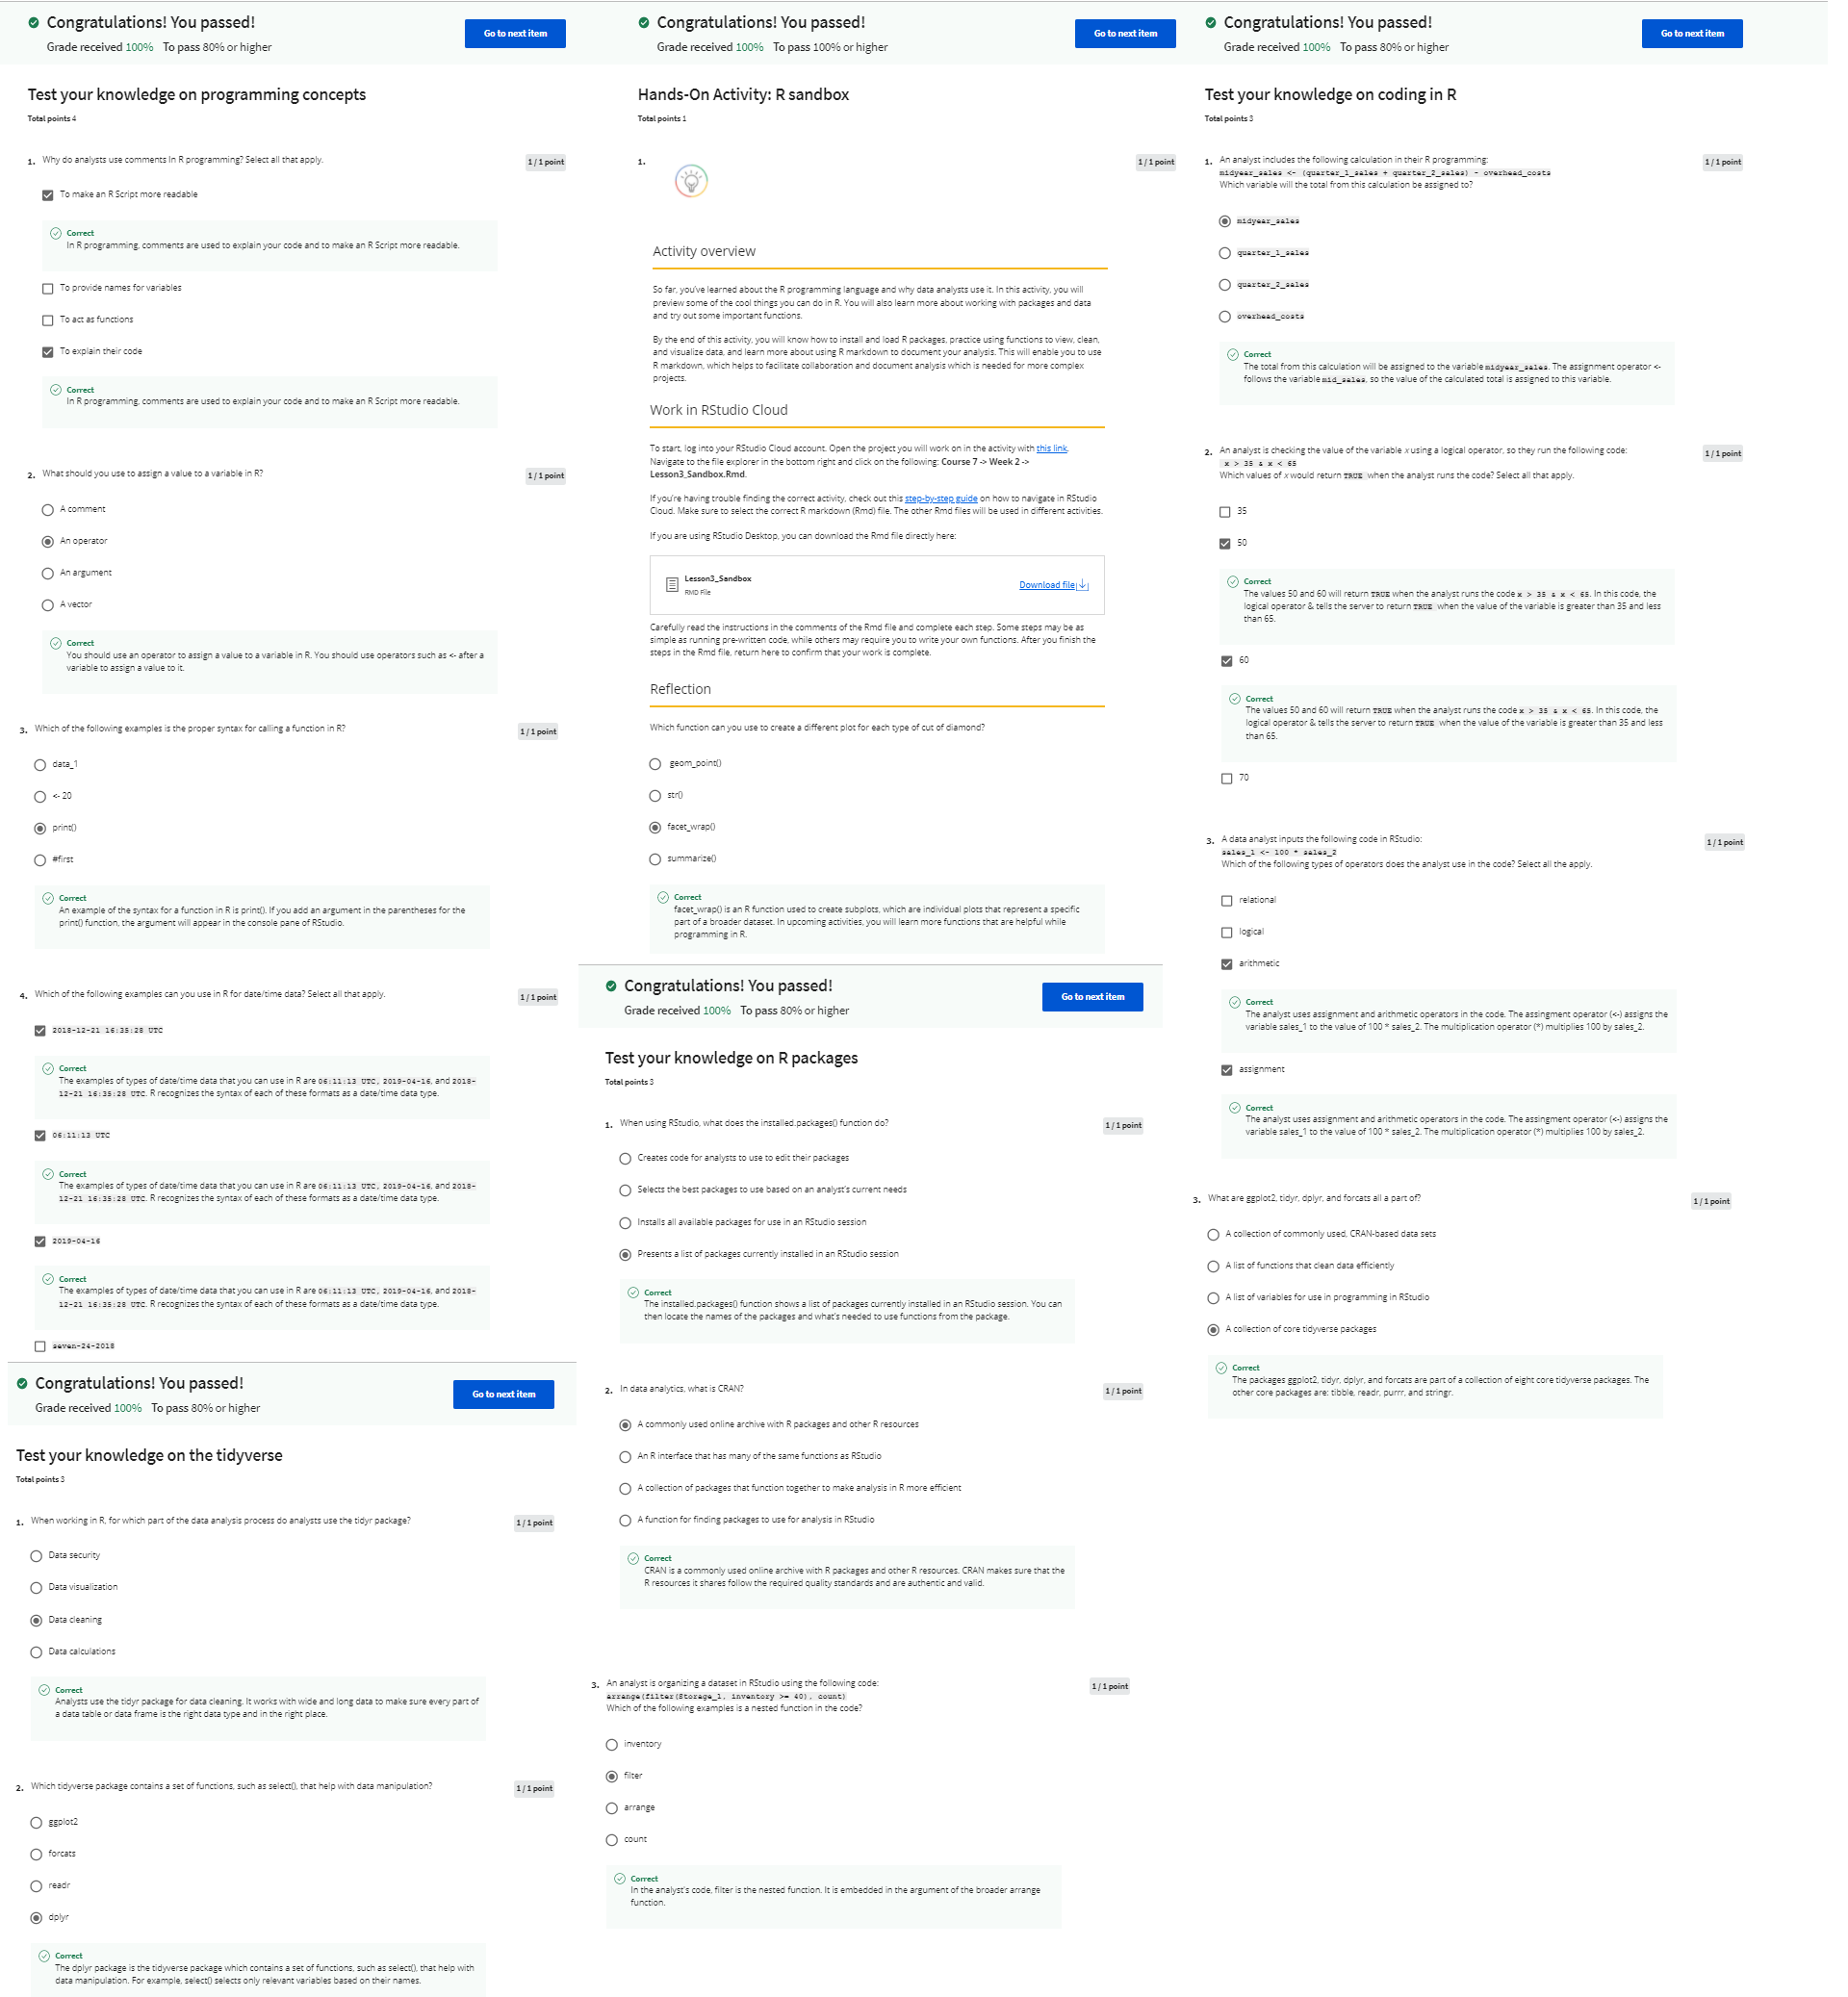 Congratulations! You passed!
Grade received 100% To pass 80% or higher
Go to next item
Test your knowledge on programming concepts
Total points 4
1. Why do analysts use comments In R programming? Select all that apply.
1 / 1 point
To make an R Script more readable
Correct
In R programming, comments are used to explain your code and to make an R Script more readable.
To provide names for variables
To act as functions
To explain their code
Correct
In R programming, comments are used to explain your code and to make an R Script more readable.
2. What should you use to assign a value to a variable in R?
1 / 1 point
A comment
An operator
An argument
A vector
Correct
You should use an operator to assign a value to a variable in R. You should use operators such as <- after a
variable to assign a value to it.
3. Which of the following examples is the proper syntax for calling a function in R?
1 / 1 point
data_1
<- 20
print()
#first
Correct
An example of the syntax for a function in R is print(). If you add an argument in the parentheses for the
print() function, the argument will appear in the console pane of RStudio.
4. Which of the following examples can you use in R for date/time data? Select all that apply.
1 / 1 point
2018-12-21 16:35:28 UTC
Correct
The examples of types of date/time data that you can use in R are 06:11:13 UTC, 2019-04-16, and 2018-
12-21 16:35:28 UTC. R recognizes the syntax of each of these formats as a date/time data type.
06:11:13 UTC
Correct
The examples of types of date/time data that you can use in R are 06:11:13 UTC, 2019-04-16, and 2018-
12-21 16:35:28 UTC. R recognizes the syntax of each of these formats as a date/time data type.
2019-04-16
Correct
The examples of types of date/time data that you can use in R are 06:11:13 UTC, 2019-04-16, and 2018-
12-21 16:35:28 UTC. R recognizes the syntax of each of these formats as a date/time data type.
seven-24-2018
Congratulations! You passed!
Grade received 100% To pass 80% or higher
Go to next item
Test your knowledge on the tidyverse
Total points 3
1. When working in R, for which part of the data analysis process do analysts use the tidyr package?
1 / 1 point
Data security
Data visualization
Data cleaning
Data calculations
Correct
Analysts use the tidyr package for data cleaning. It works with wide and long data to make sure every part of
a data table or data frame is the right data type and in the right place.
2. Which tidyverse package contains a set of functions, such as select(), that help with data manipulation?
1 / 1 point
ggplot2
forcats
readr
dplyr
Correct
The dplyr package is the tidyverse package which contains a set of functions, such as select(), that help with
data manipulation. For example, select() selects only relevant variables based on their names.
Congratulations! You passed!
Grade received 100% To pass 100% or higher
Go to next item
Hands-On Activity: R sandbox
Total points 1
1.
1 / 1 point
Activity overview
So far, you've learned about the R programming language and why data analysts use it. In this activity, you will
preview some of the cool things you can do in R. You will also learn more about working with packages and data
and try out some important functions.
By the end of this activity, you will know how to install and load R packages, practice using functions to view, clean,
and visualize data, and learn more about using R markdown to document your analysis. This will enable you to use
R markdown, which helps to facilitate collaboration and document analysis which is needed for more complex
projects.
Work in RStudio Cloud
To start, log into your RStudio Cloud account. Open the project you will work on in the activity with this link.
Navigate to the file explorer in the bottom right and click on the following: Course 7 -> Week 2 ->
Lesson3_Sandbox.Rmd.
If you're having trouble finding the correct activity, check out this step-by-step guide on how to navigate in RStudio
Cloud. Make sure to select the correct R markdown (Rmd) file. The other Rmd files will be used in different activities.
If you are using RStudio Desktop, you can download the Rmd file directly here:
Lesson3_Sandbox
RMD File
Download file
Carefully read the instructions in the comments of the Rmd file and complete each step. Some steps may be as
simple as running pre-written code, while others may require you to write your own functions. After you finish the
steps in the Rmd file, return here to confirm that your work is complete.
Reflection
Which function can you use to create a different plot for each type of cut of diamond?
geom_point()
str()
facet_wrap()
summarize()
Correct
facet_wrap() is an R function used to create subplots, which are individual plots that represent a specific
part of a broader dataset. In upcoming activities, you will learn more functions that are helpful while
programming in R.
Congratulations! You passed!
Grade received 100% To pass 80% or higher
Go to next item
Test your knowledge on R packages
Total points 3
1. When using RStudio, what does the installed.packages() function do?
1 / 1 point
Creates code for analysts to use to edit their packages
Selects the best packages to use based on an analyst's current needs
Installs all available packages for use in an RStudio session
Presents a list of packages currently installed in an RStudio session
Correct
The installed.packages() function shows a list of packages currently installed in an RStudio session. You can
then locate the names of the packages and what's needed to use functions from the package.
2. In data analytics, what is CRAN?
1 / 1 point
A commonly used online archive with R packages and other R resources
An R interface that has many of the same functions as RStudio
A collection of packages that function together to make analysis in R more efficient
A function for finding packages to use for analysis in RStudio
Correct
CRAN is a commonly used online archive with R packages and other R resources. CRAN makes sure that the
R resources it shares follow the required quality standards and are authentic and valid.
3. An analyst is organizing a dataset in RStudio using the following code:
arrange(filter(Storage_1, inventory >= 40), count)
Which of the following examples is a nested function in the code?
1 / 1 point
inventory
filter
arrange
count
Correct
In the analyst's code, filter is the nested function. It is embedded in the argument of the broader arrange
function.
Congratulations! You passed!
Grade received 100% To pass 80% or higher
Go to next item
Test your knowledge on coding in R
Total points 3
1. An analyst includes the following calculation in their R programming:
midyear_sales <- (quarter_1_sales + quarter_2_sales) - overhead_costs
Which variable will the total from this calculation be assigned to?
1 / 1 point
midyear_sales
quarter_1_sales
quarter_2_sales
overhead_costs
Correct
The total from this calculation will be assigned to the variable midyear_sales. The assignment operator <-
follows the variable mid_sales, so the value of the calculated total is assigned to this variable.
2. An analyst is checking the value of the variable x using a logical operator, so they run the following code:
x > 35 & x < 65
Which values of x would return TRUE when the analyst runs the code? Select all that apply.
1 / 1 point
35
50
Correct
The values 50 and 60 will return TRUE when the analyst runs the code x > 35 & x < 65. In this code, the
logical operator & tells the server to return TRUE when the value of the variable is greater than 35 and less
than 65.
60
Correct
The values 50 and 60 will return TRUE when the analyst runs the code x > 35 & x < 65. In this code, the
logical operator & tells the server to return TRUE when the value of the variable is greater than 35 and less
than 65.
70
3. A data analyst inputs the following code in RStudio:
sales_1 <- 100 * sales_2
Which of the following types of operators does the analyst use in the code? Select all the apply.
1 / 1 point
relational
logical
arithmetic
Correct
The analyst uses assignment and arithmetic operators in the code. The assingment operator (<-) assigns the
variable sales_1 to the value of 100 * sales_2. The multiplication operator (*) multiplies 100 by sales_2.
assignment
Correct
The analyst uses assignment and arithmetic operators in the code. The assingment operator (<-) assigns the
variable sales_1 to the value of 100 * sales_2. The multiplication operator (*) multiplies 100 by sales_2.
3. What are ggplot2, tidyr, dplyr, and forcats all a part of?
1 / 1 point
A collection of commonly used, CRAN-based data sets
A list of functions that clean data efficiently
A list of variables for use in programming in RStudio
A collection of core tidyverse packages
Correct
The packages ggplot2, tidyr, dplyr, and forcats are part of a collection of eight core tidyverse packages. The
other core packages are: tibble, readr, purrr, and stringr.